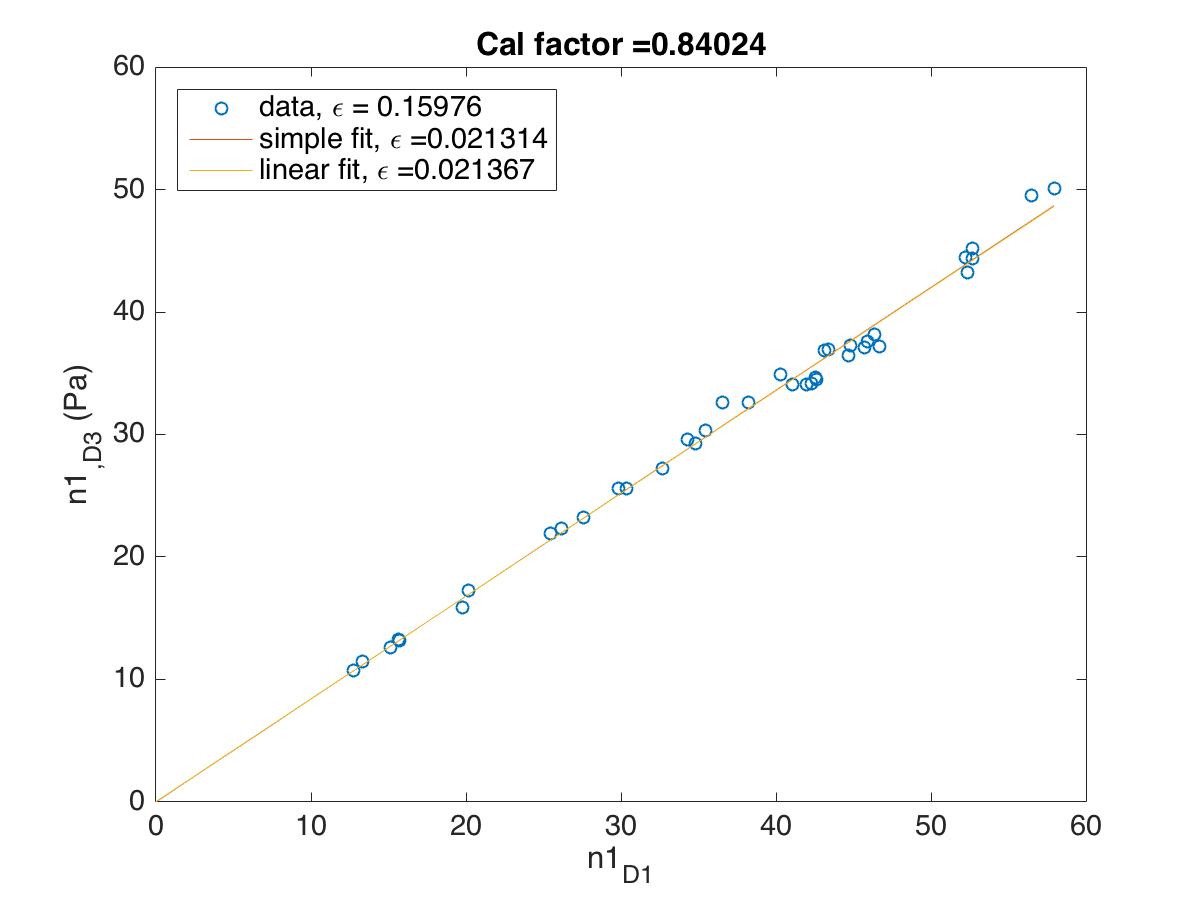 Cal factor =0.84024
60
50
40
30
20
10
0
data, ϵ = 0.15976
simple fit, ϵ =0.021314
linear fit, ϵ =0.021367
n1,D3 (Pa)
0 10 20 30 40 50 60
n1D1